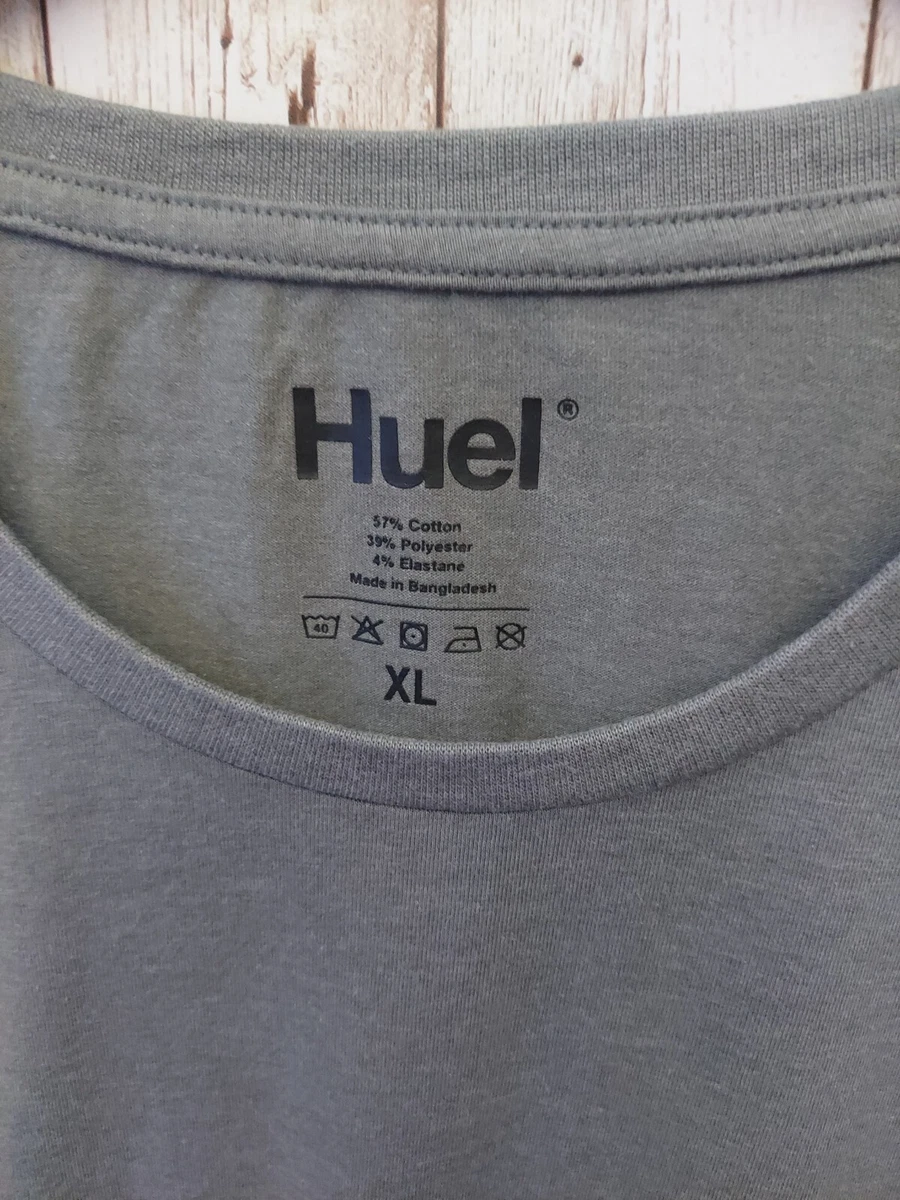 Huel®
57% Cotton
39% Polyester
4% Elastane
Made in Bangladesh
40
XL